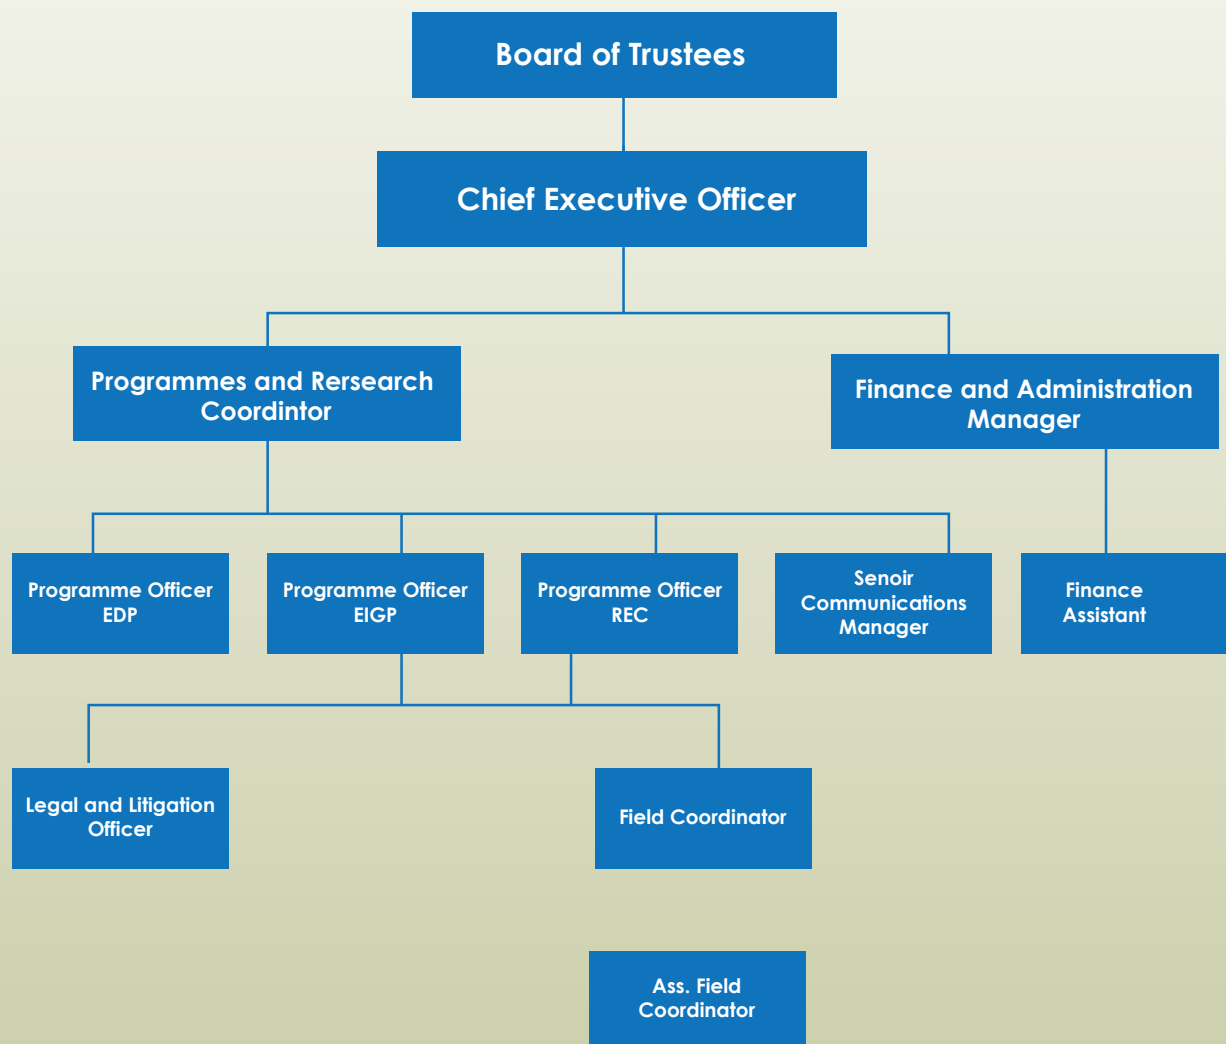 Board of Trustees
Chief Executive Officer
Programmes and Rersearch
Coordintor
Finance and Administration
Manager
Programme Officer
EDP
Programme Officer
EIGP
Programme Officer
REC
Senoir
Communications
Manager
Finance
Assistant
Legal and Litigation
Officer
Field Coordinator
Ass. Field
Coordinator